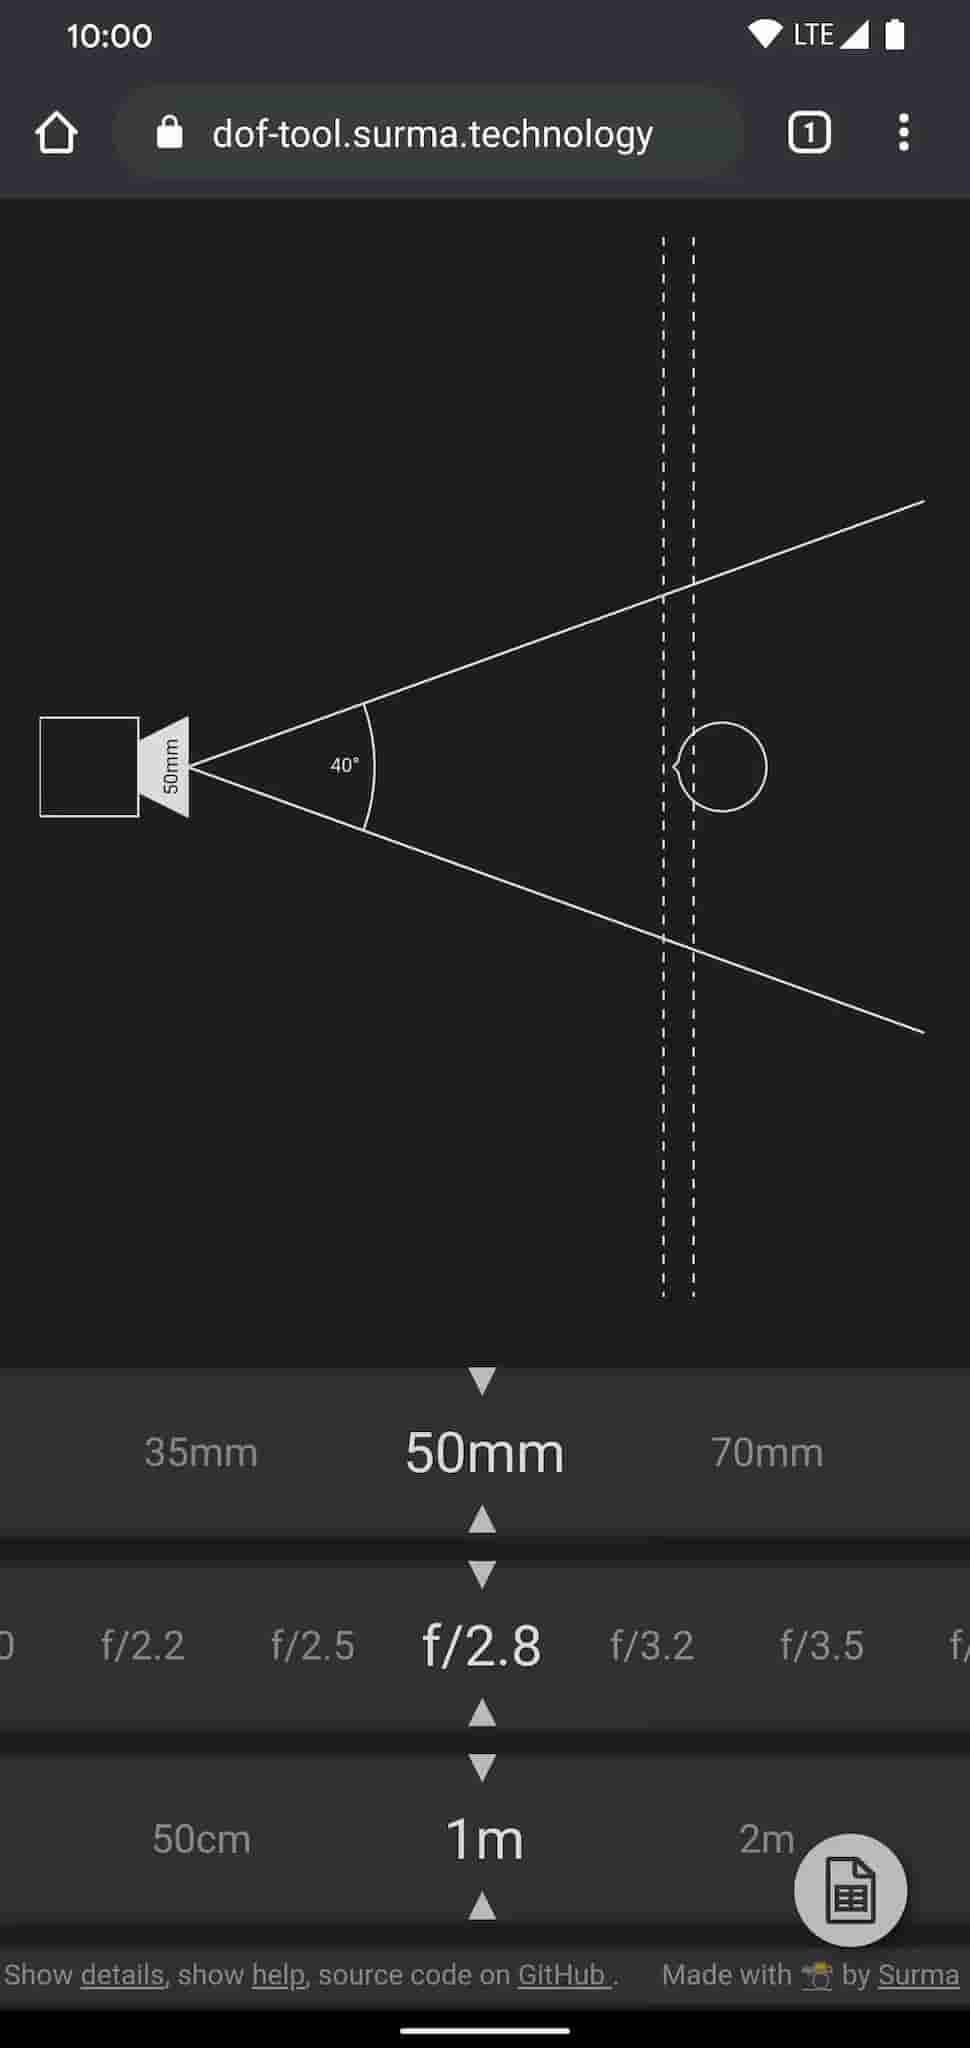 10:00 LTE
dof-tool.surma.technology 1
50mm
40°
35mm 50mm 70mm
0 f/2.2 f/2.5 f/2.8 f/3.2 f/3.5 f/
50cm 1m 2m
Show details, show help, source code on GitHub . Made with by Surma